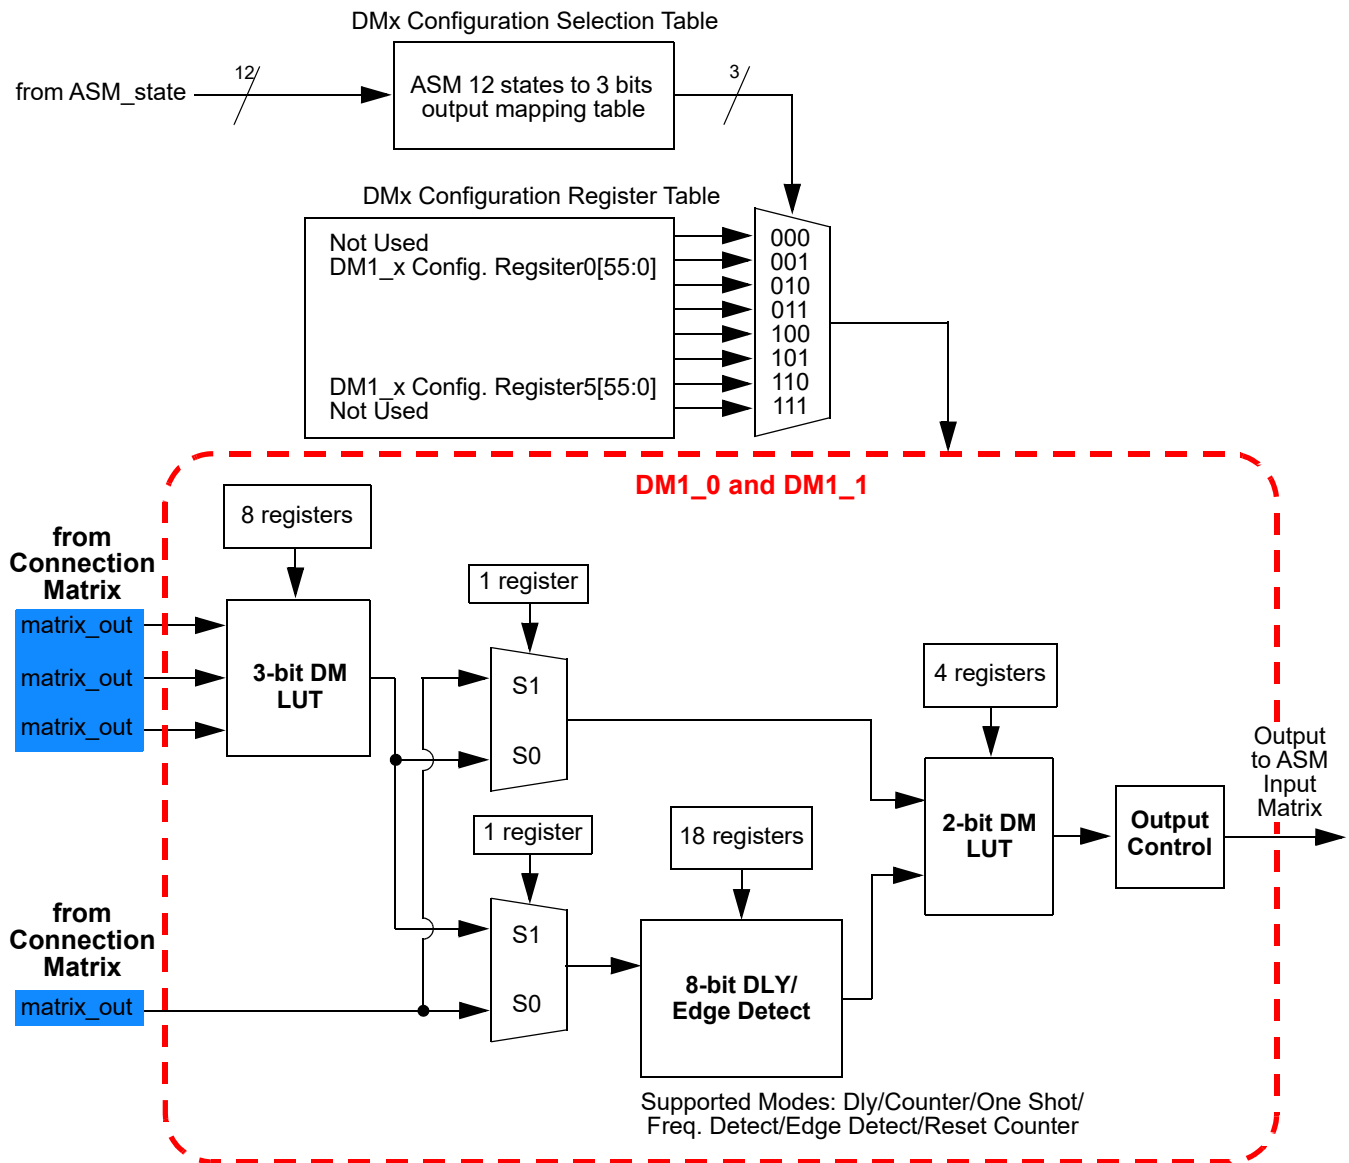 DMx Configuration Selection Table
from ASM_state
12
ASM 12 states to 3 bits
output mapping table
3
DMx Configuration Register Table
Not Used
DM1_x Config. Regsiter0[55:0]
DM1_x Config. Register5[55:0]
Not Used
000
001
010
011
100
101
110
111
DM1_0 and DM1_1
8 registers
from
Connection
Matrix
matrix_out
matrix_out
matrix_out
3-bit DM
LUT
1 register
S1
S0
4 registers
1 register
18 registers
2-bit DM
LUT
Output
Control
Output
to ASM
Input
Matrix
from
Connection
Matrix
matrix_out
S1
S0
8-bit DLY/
Edge Detect
Supported Modes: Dly/Counter/One Shot/
Freq. Detect/Edge Detect/Reset Counter